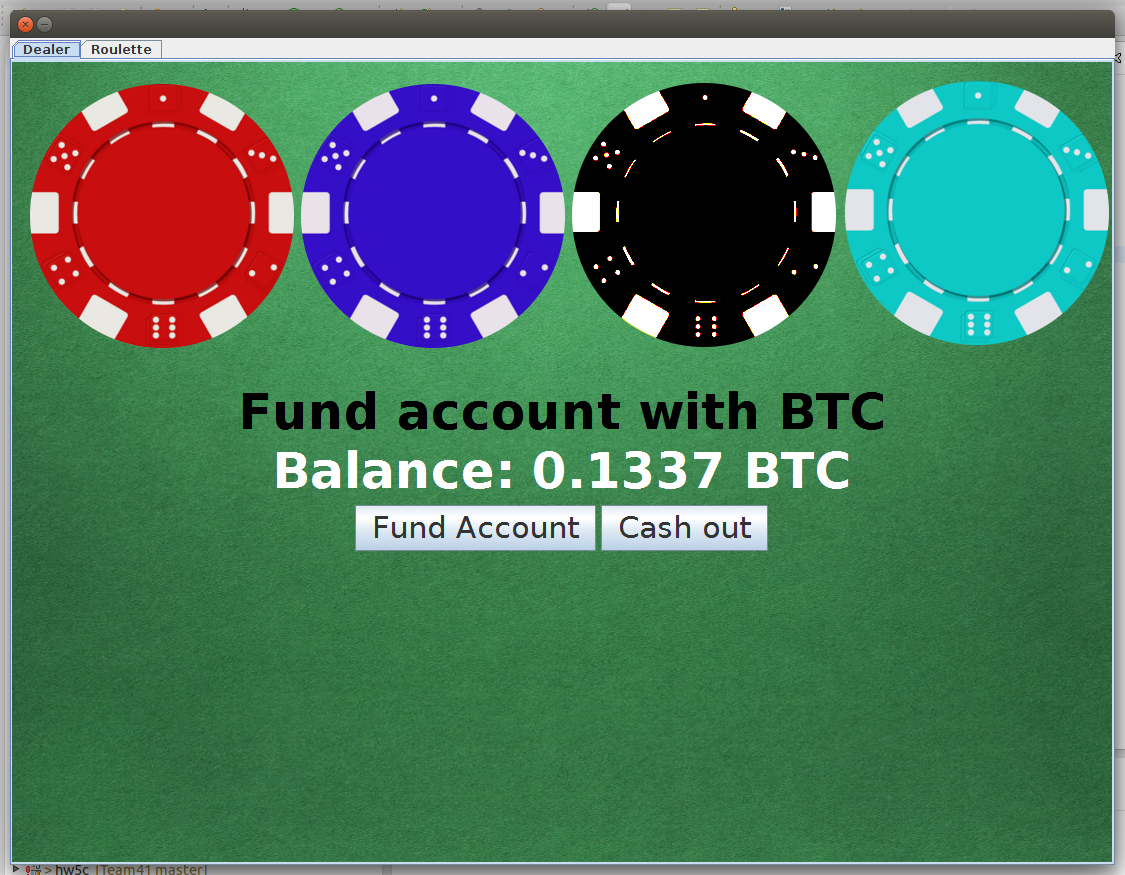 Dealer Roulette
Fund account with BTC
Balance: 0.1337 BTC
Fund Account Cash out
> hw5c [Team41 master]